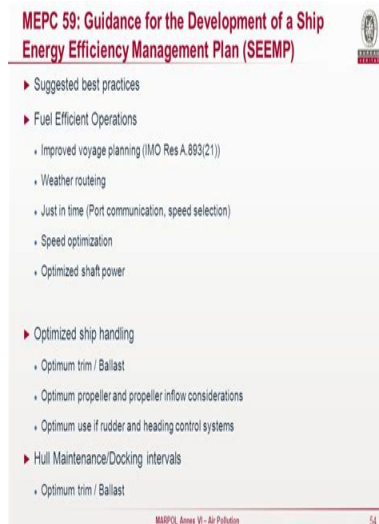 MEPC 59: Guidance for the Development of a Ship
Energy Efficiency Management Plan (SEEMP)
Suggested best practices
Fuel Efficient Operations
Improved voyage planning (IMO Res A.893(21))
Weather routeing
Just in time (Port communication, speed selection)
Speed optimization
Optimized shaft power
Optimized ship handling
Optimum trim / Ballast
Optimum propeller and propeller inflow considerations
Optimum use if rudder and heading control systems
Hull Maintenance/Docking intervals
Optimum trim / Ballast
MARPOL Annex VI – Air Pollution
54